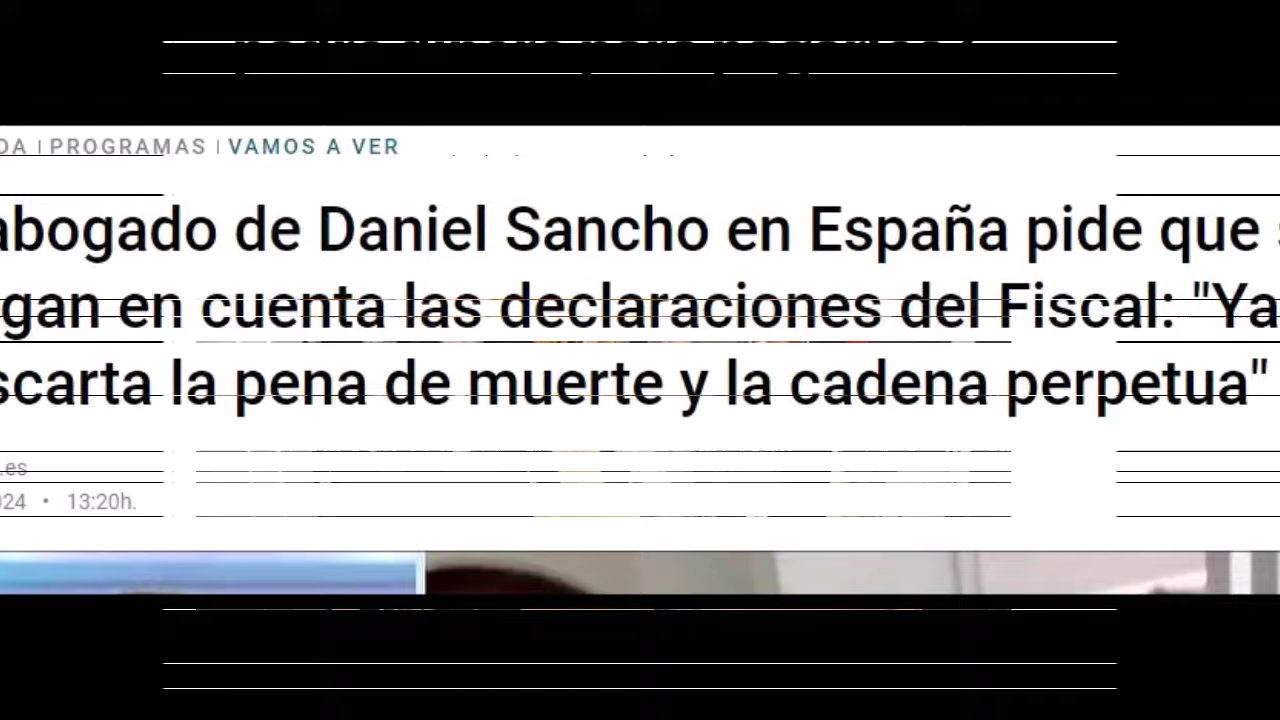 DA | PROGRAMAS | VAMOS A VER
abogado de Daniel Sancho en España pide que
gan en cuenta las declaraciones del Fiscal: "Ya
scarta la pena de muerte y la cadena perpetua"
.es
024 • 13:20h.